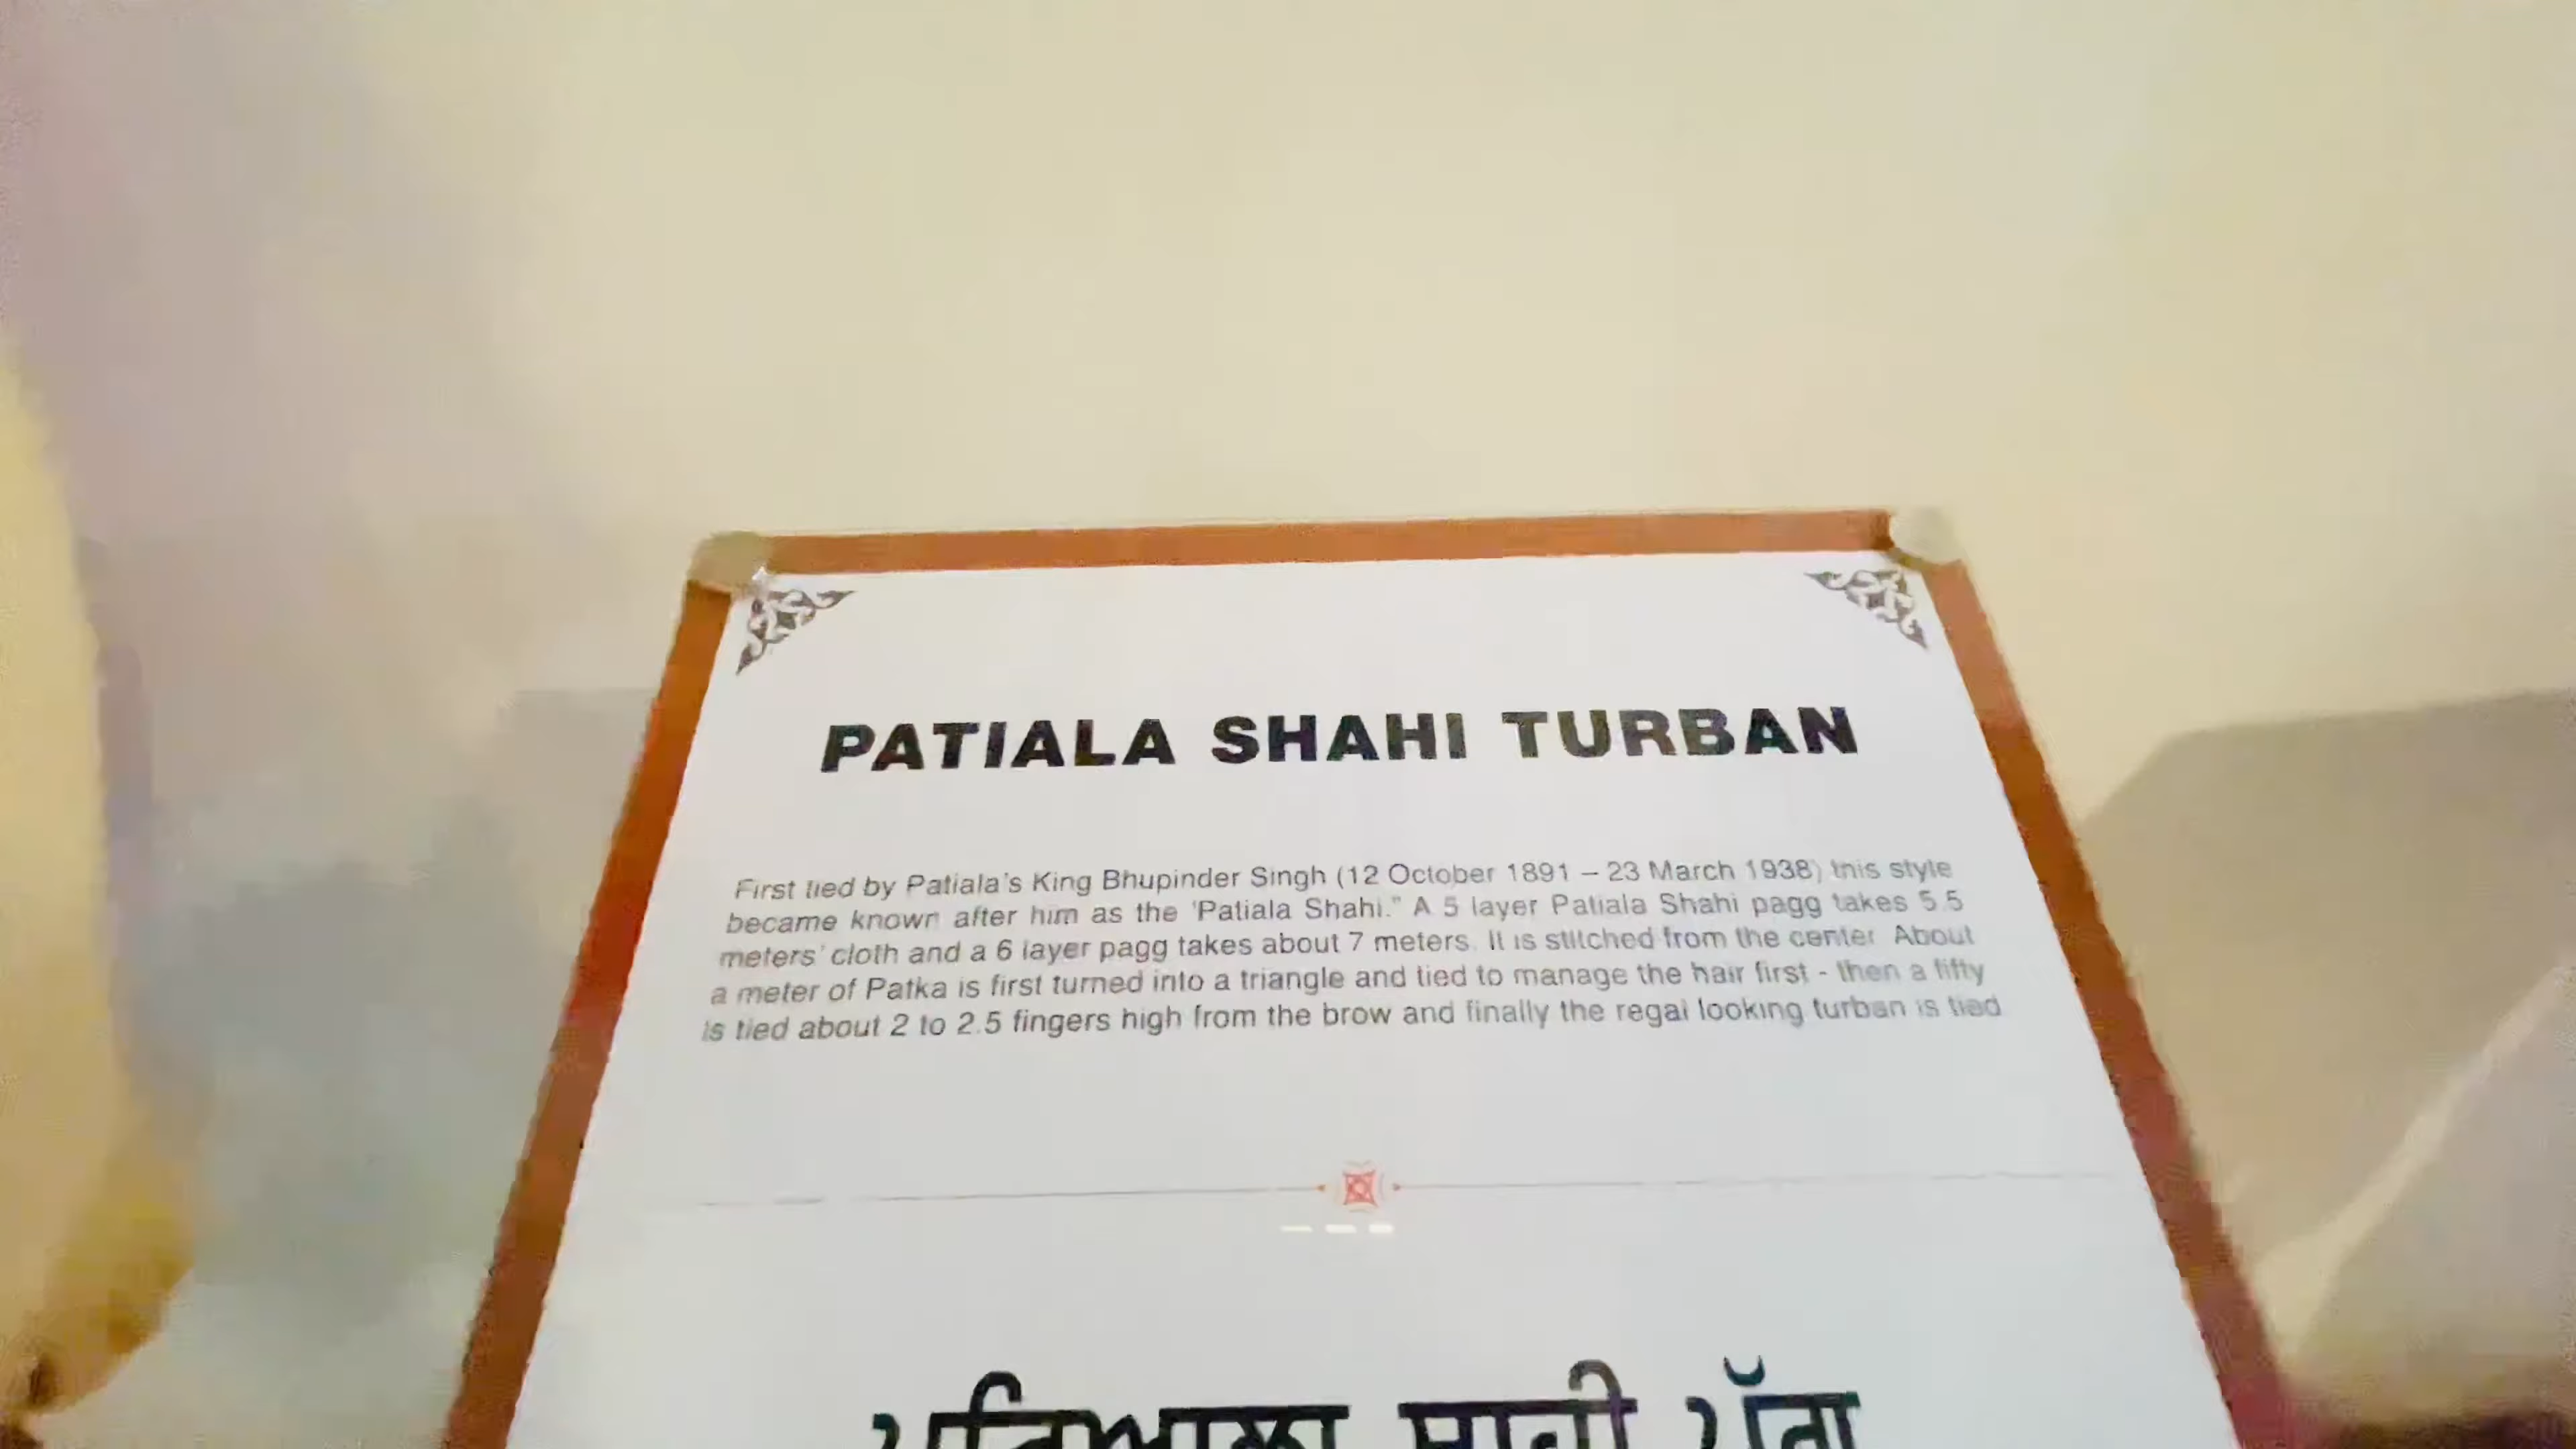 PATIALA SHAHI TURBAN
First tied by Patiala's King Bhupinder Singh (12 October 1891 – 23 March 1938) this style
became known after him as the 'Patiala Shahi." A 5 layer Patiala Shahi pagg takes 5.5
meters' cloth and a 6 layer pagg takes about 7 meters. It is stitched from the center. About
a meter of Patka is first turned into a triangle and tied to manage the hair first - then a fifty
is tied about 2 to 2.5 fingers high from the brow and finally the regal looking turban is tied
ਪਟਿਆਲਾ ਸ਼ਾਹੀ ਪੱਗ